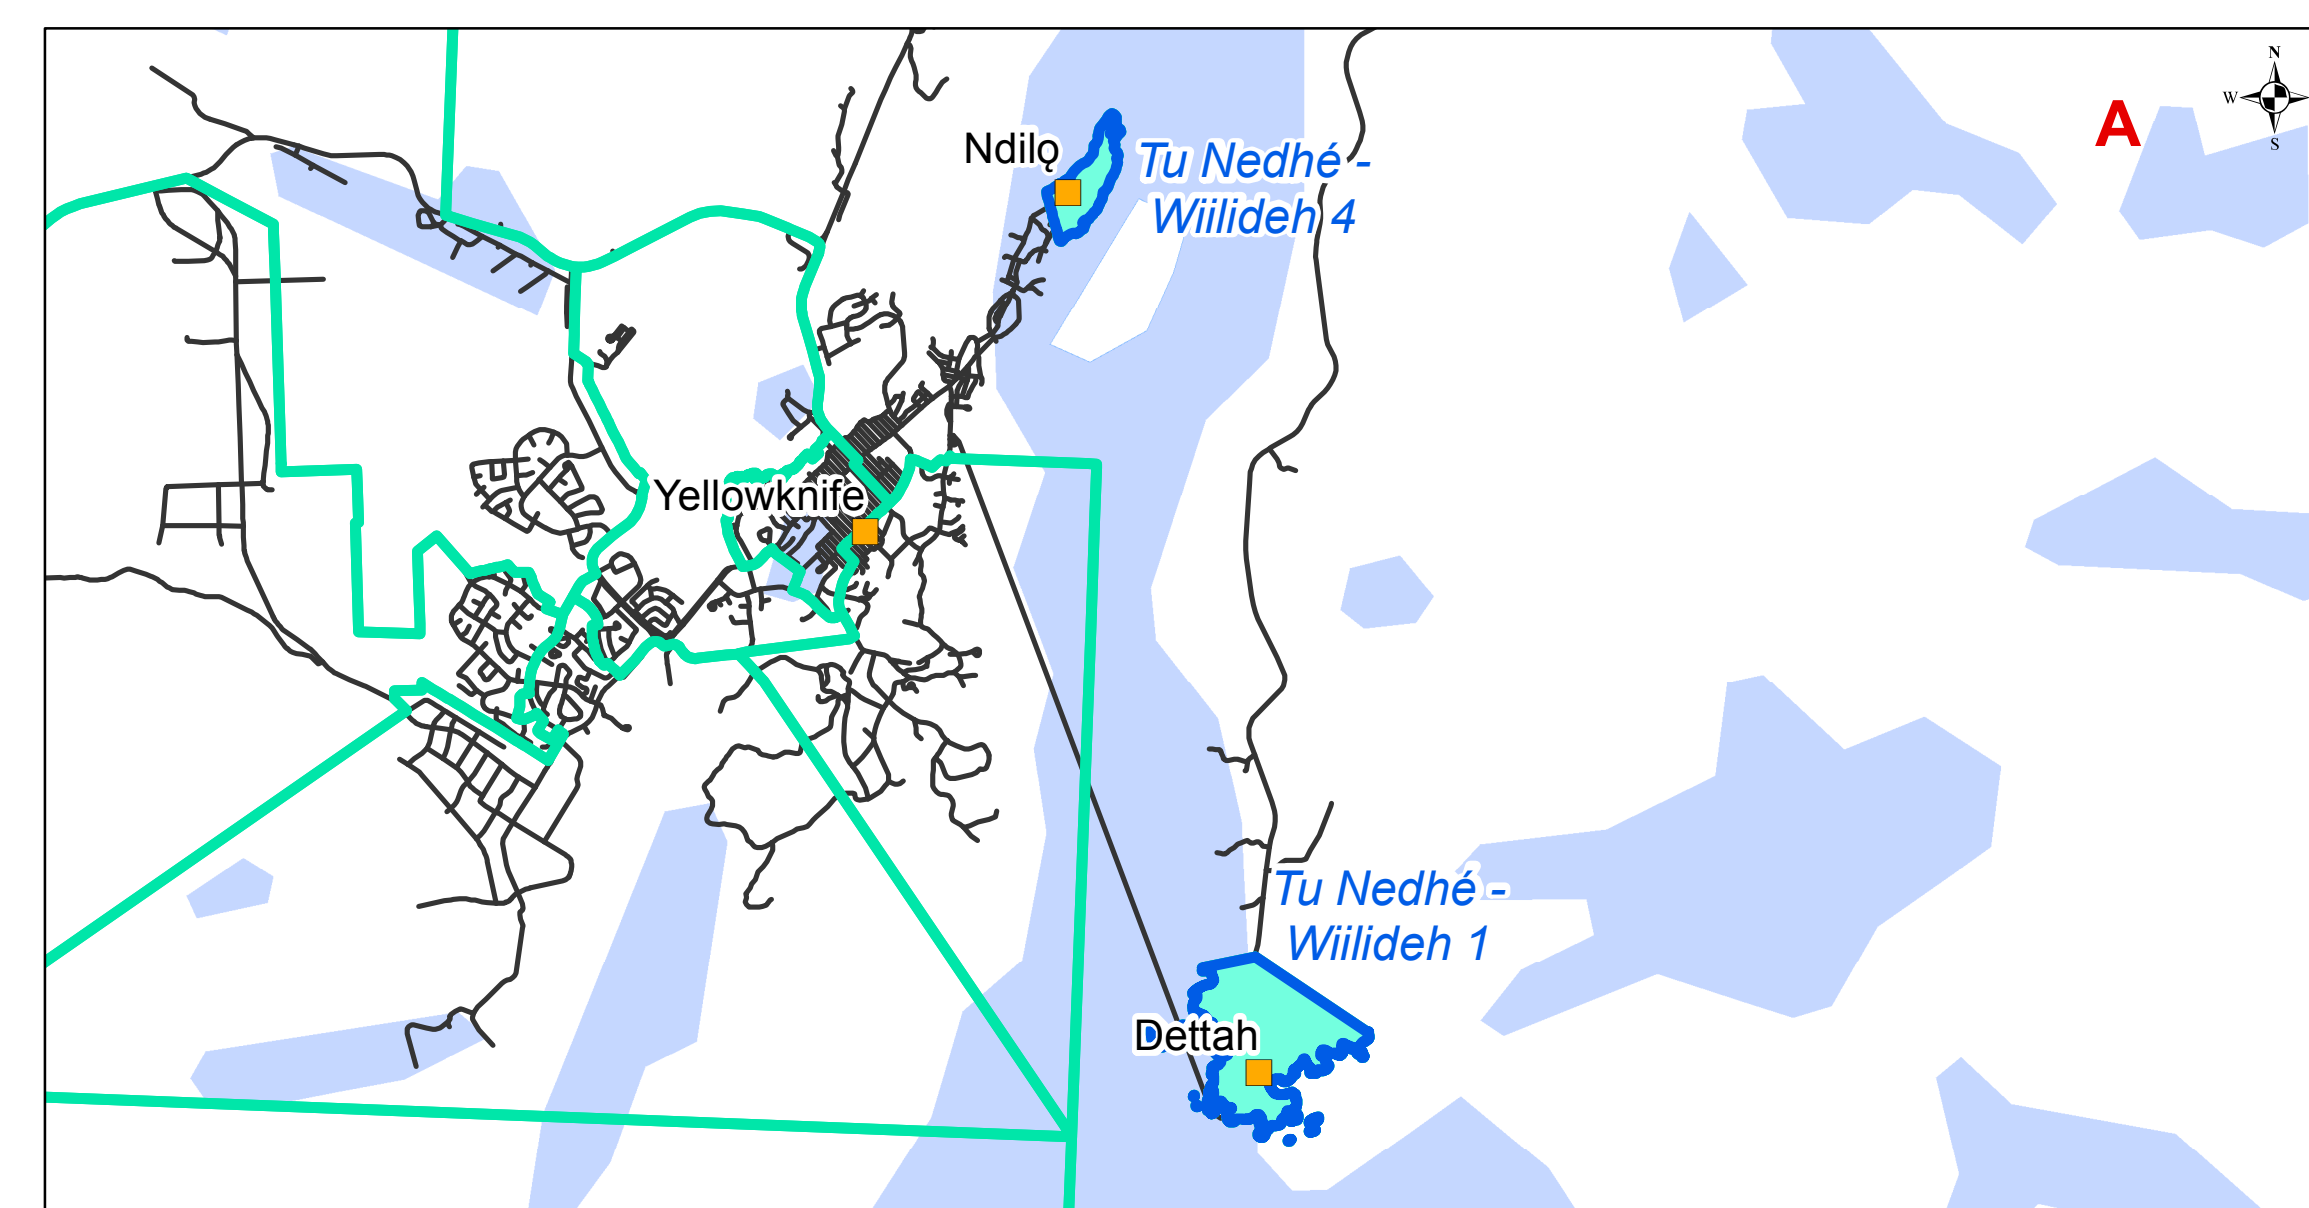 N
A
W
S
Ndilǫ
Tu Nedhé -
Wiilideh 4
Yellowknife
Tu Nedhé -
Wiilideh 1
Dettah